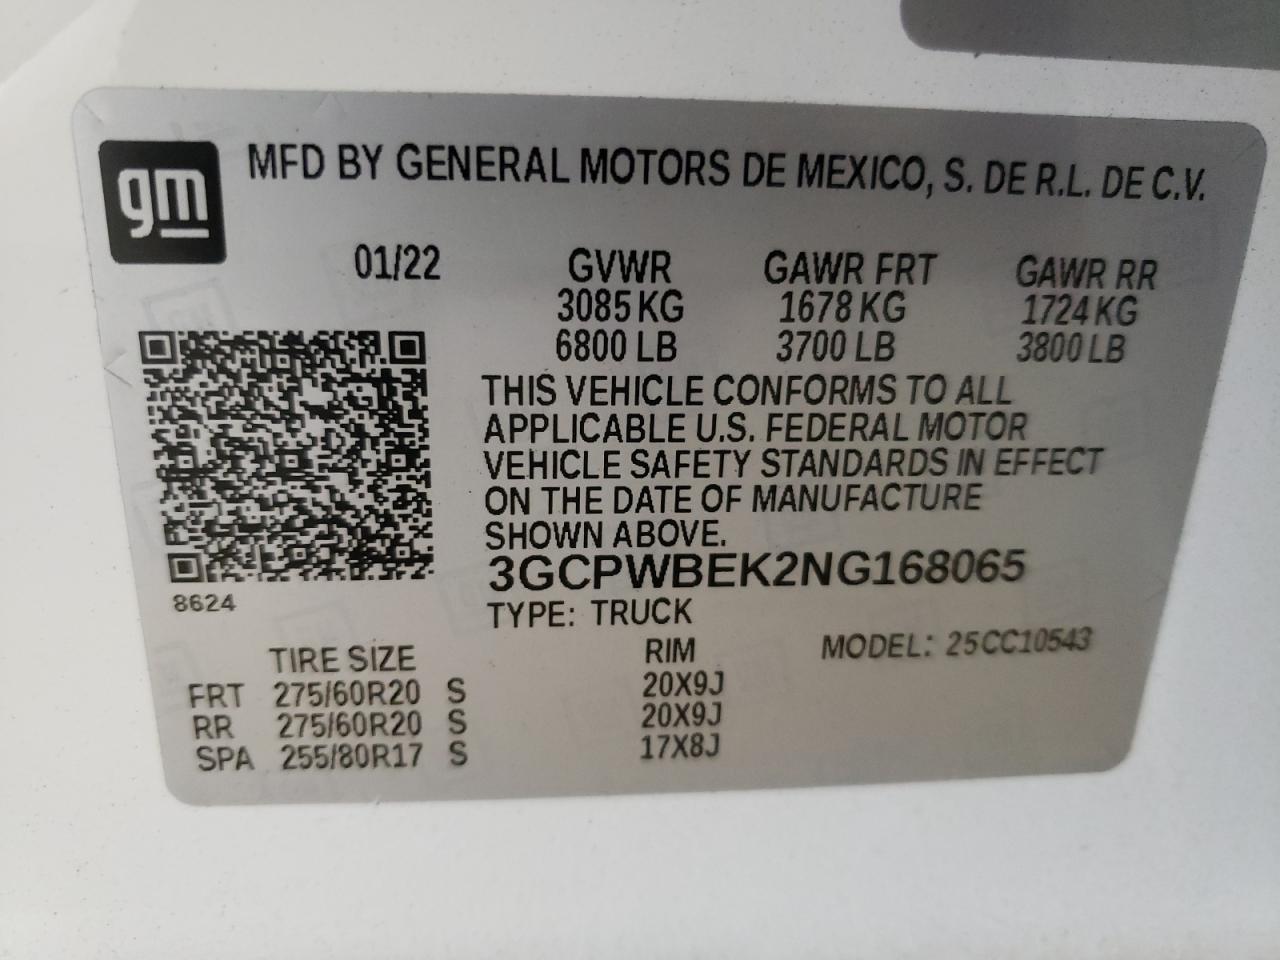 gm
MFD BY GENERAL MOTORS DE MEXICO, S. DE R.L. DE C.V.
01/22 GVWR GAWR FRT GAWR RR
3085 KG 1678 KG 1724 KG
6800 LB 3700 LB 3800 LB
THIS VEHICLE CONFORMS TO ALL
APPLICABLE U.S. FEDERAL MOTOR
VEHICLE SAFETY STANDARDS IN EFFECT
ON THE DATE OF MANUFACTURE
SHOWN ABOVE.
3GCPWBEK2NG168065
8624
TYPE: TRUCK
TIRE SIZE RIM MODEL: 25CC10543
FRT 275/60R20 S 20X9J
RR 275/60R20 S 20X9J
SPA 255/80R17 S 17X8J